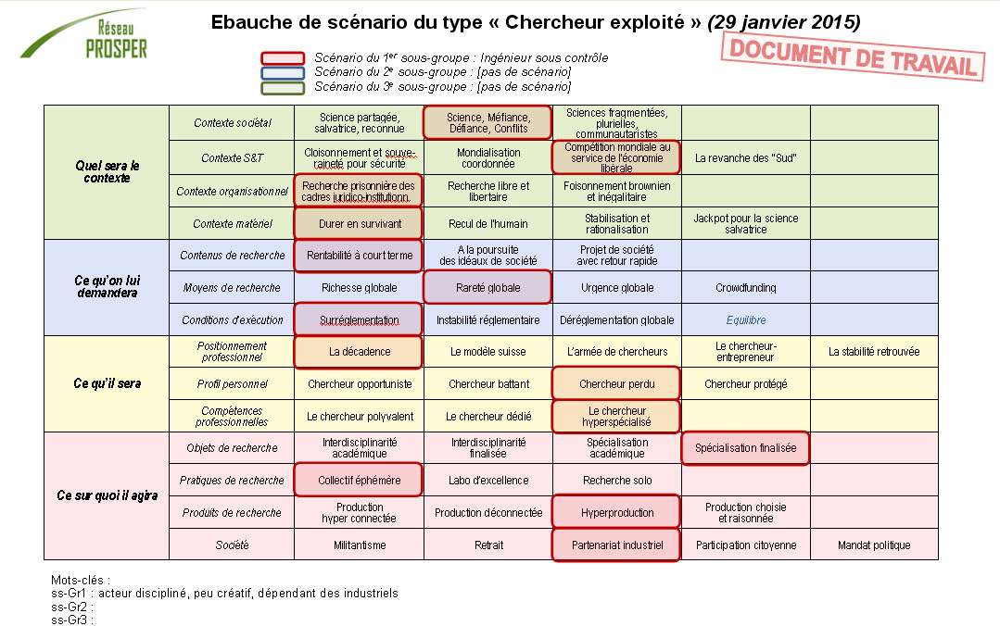 Réseau
PROSPER
Ebauche de scénario du type « Chercheur exploité » (29 janvier 2015)
DOCUMENT DE TRAVAIL
Scénario du 1er sous-groupe : Ingénieur sous contrôle
Scénario du 2e sous-groupe : [pas de scénario]
Scénario du 3e sous-groupe : [pas de scénario]
Quel sera le
contexte
Contexte sociétal
Science partagée,
salvatrice, reconnue
Science, Méfiance,
Défiance, Conflits
Sciences fragmentées,
plurielles,
communautaristes
Contexte S&T
Cloisonnement et souve-
raineté pour sécurité
Mondialisation
coordonnée
Compétition mondiale au
service de l'économie
libérale
La revanche des "Sud"
Contexte organisationnel
Recherche prisonnière des
cadres juridico-institutionn.
Recherche libre et
libertaire
Foisonnement brownien
et inégalitaire
Contexte matériel
Durer en survivant
Recul de l'humain
Stabilisation et
rationalisation
Jackpot pour la science
salvatrice
Ce qu'on lui
demandera
Contenus de recherche
Rentabilité à court terme
A la poursuite
des idéaux de société
Projet de société
avec retour rapide
Moyens de recherche
Richesse globale
Rareté globale
Urgence globale
Crowdfunding
Conditions d'exécution
Surréglementation
Instabilité réglementaire
Déréglementation globale
Equilibre
Ce qu'il sera
Positionnement
professionnel
La décadence
Le modèle suisse
L'armée de chercheurs
Le chercheur-
entrepreneur
La stabilité retrouvée
Profil personnel
Chercheur opportuniste
Chercheur battant
Chercheur perdu
Chercheur protégé
Compétences
professionnelles
Le chercheur polyvalent
Le chercheur dédié
Le chercheur
hyperspécialisé
Ce sur quoi il agira
Objets de recherche
Interdisciplinarité
académique
Interdisciplinarité
finalisée
Spécialisation
académique
Spécialisation finalisée
Pratiques de recherche
Collectif éphémère
Labo d'excellence
Recherche solo
Produits de recherche
Production
hyper connectée
Production déconnectée
Hyperproduction
Production choisie
et raisonnée
Société
Militantisme
Retrait
Partenariat industriel
Participation citoyenne
Mandat politique
Mots-clés :
ss-Gr1 : acteur discipliné, peu créatif, dépendant des industriels
ss-Gr2 :
ss-Gr3 :